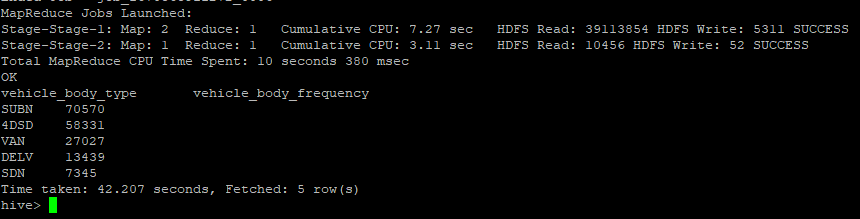 MapReduce Jobs Launched:
Stage-Stage-1: Map: 2  Reduce: 1   Cumulative CPU: 7.27 sec   HDFS Read: 39113854 HDFS Write: 5311 SUCCESS
Stage-Stage-2: Map: 1  Reduce: 1   Cumulative CPU: 3.11 sec   HDFS Read: 10456 HDFS Write: 52 SUCCESS
Total MapReduce CPU Time Spent: 10 seconds 380 msec
OK
vehicle_body_type       vehicle_body_frequency
SUBN    70570
4DSD    58331
VAN     27027
DELV    13439
SDN     7345
Time taken: 42.207 seconds, Fetched: 5 row(s)
hive>